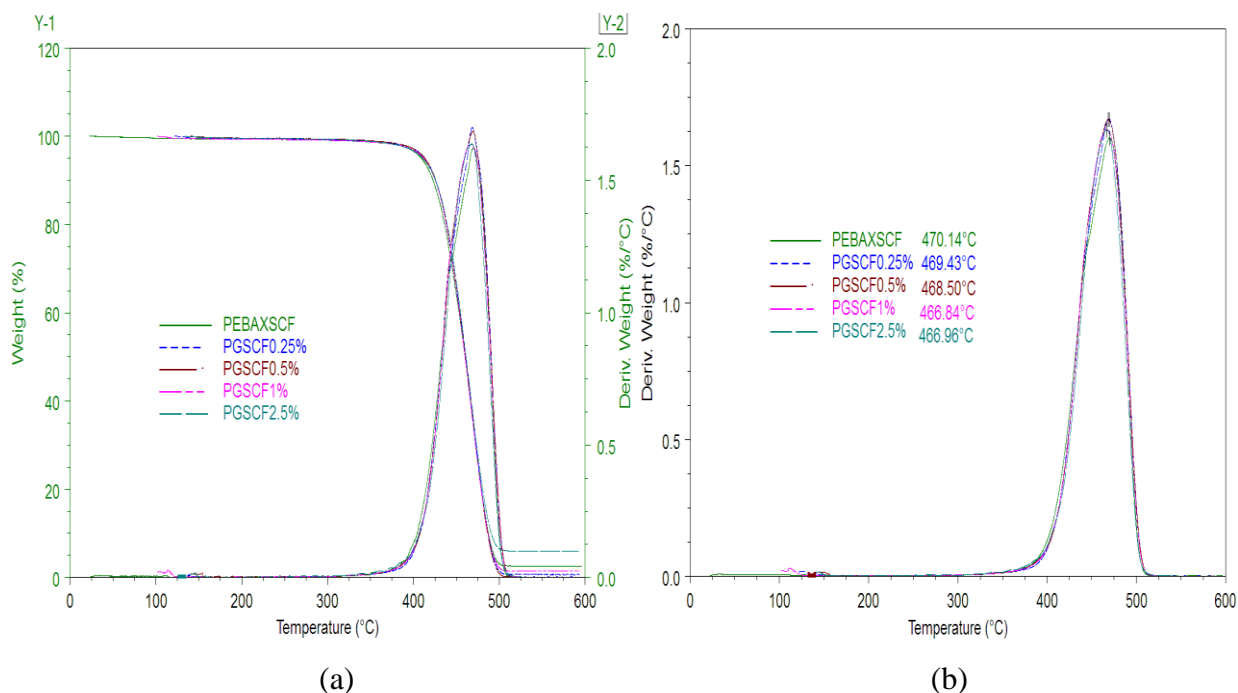 Y-1
Y-2
120
100
80
60
40
20
0
Weight (%)
2.0
1.5
1.0
0.5
0.0
Deriv. Weight (%/°C)
PEBAXSCF
PGSCF0.25%
PGSCF0.5%
PGSCF1%
PGSCF2.5%
0 100 200 300 400 500 600
Temperature (°C)
(a)
2.0
1.5
1.0
0.5
0.0
Deriv. Weight (%/°C)
PEBAXSCF 470.14°C
PGSCF0.25% 469.43°C
PGSCF0.5% 468.50°C
PGSCF1% 466.84°C
PGSCF2.5% 466.96°C
0 100 200 300 400 500 600
Temperature (°C)
(b)